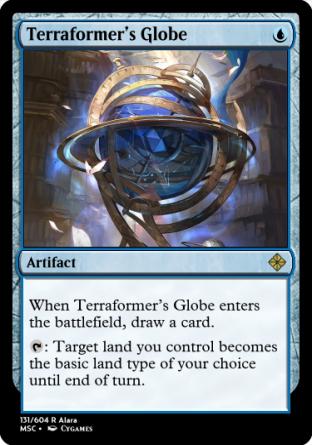 Terraformer's Globe
Artifact
When Terraformer's Globe enters
the battlefield, draw a card.
: Target land you control becomes
the basic land type of your choice
until end of turn.
131/604 R Alara
MSC • Cygames